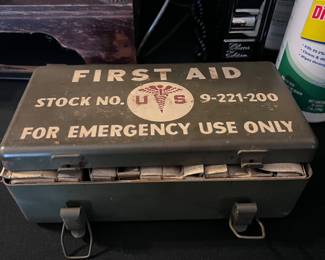 FIRST AID
STOCK NO. U S 9-221-200
FOR EMERGENCY USE ONLY